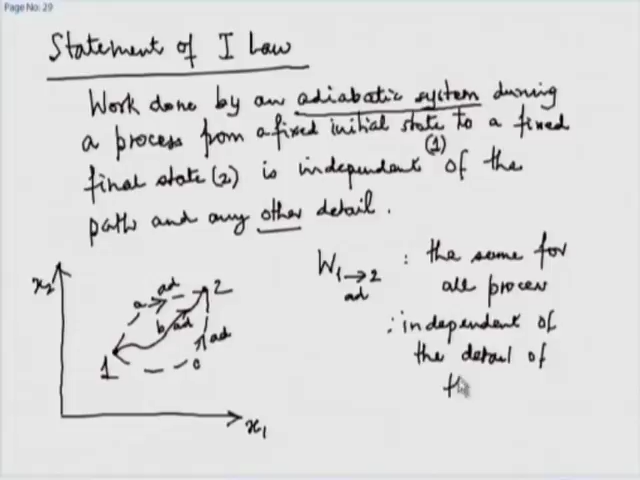 Page No: 29
Statement of I Law
Work done by an adiabatic system during
a process from a fixed initial state to a fixed
(1)
final state (2) is independent of the
path and any other detail.
W1→2 : the same for
ad
all process
: independent of
the detail of
th
x2
a ad 2
b ad
ad
1
c
x1